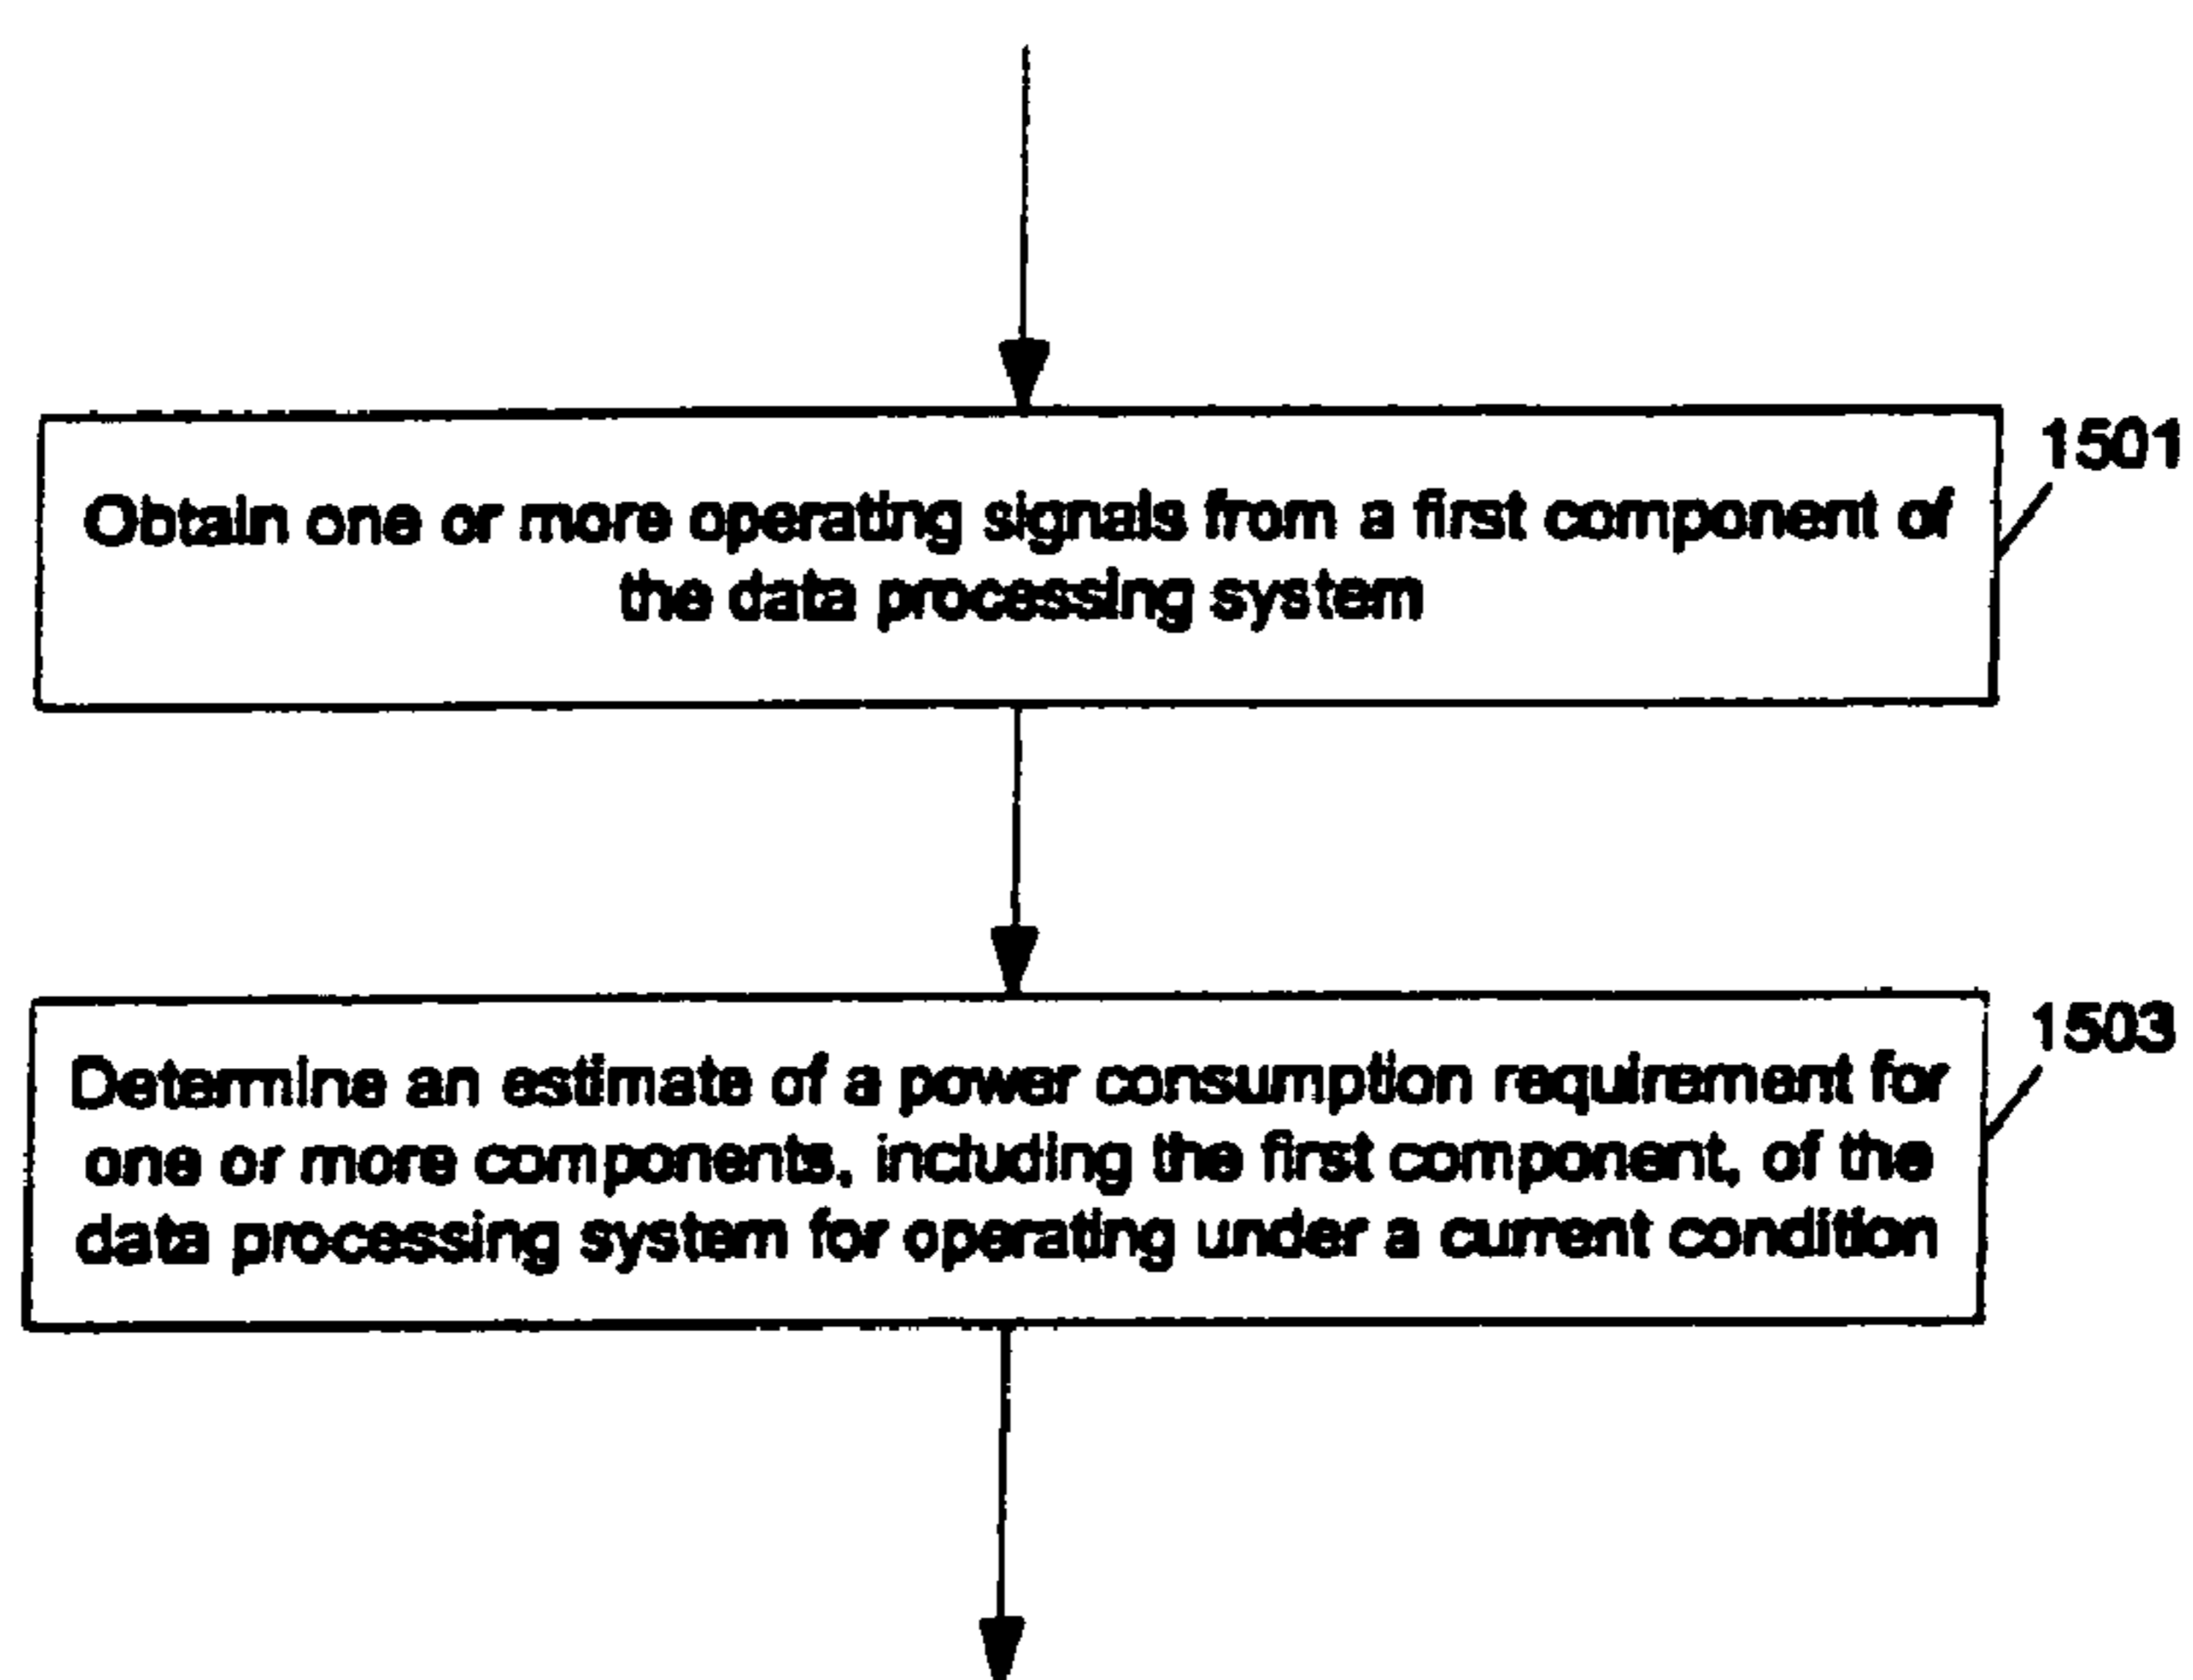 1501
Obtain one or more operating signals from a first component of
the data processing system
1503
Determine an estimate of a power consumption requirement for
one or more components, including the first component, of the
data processing system for operating under a current condition